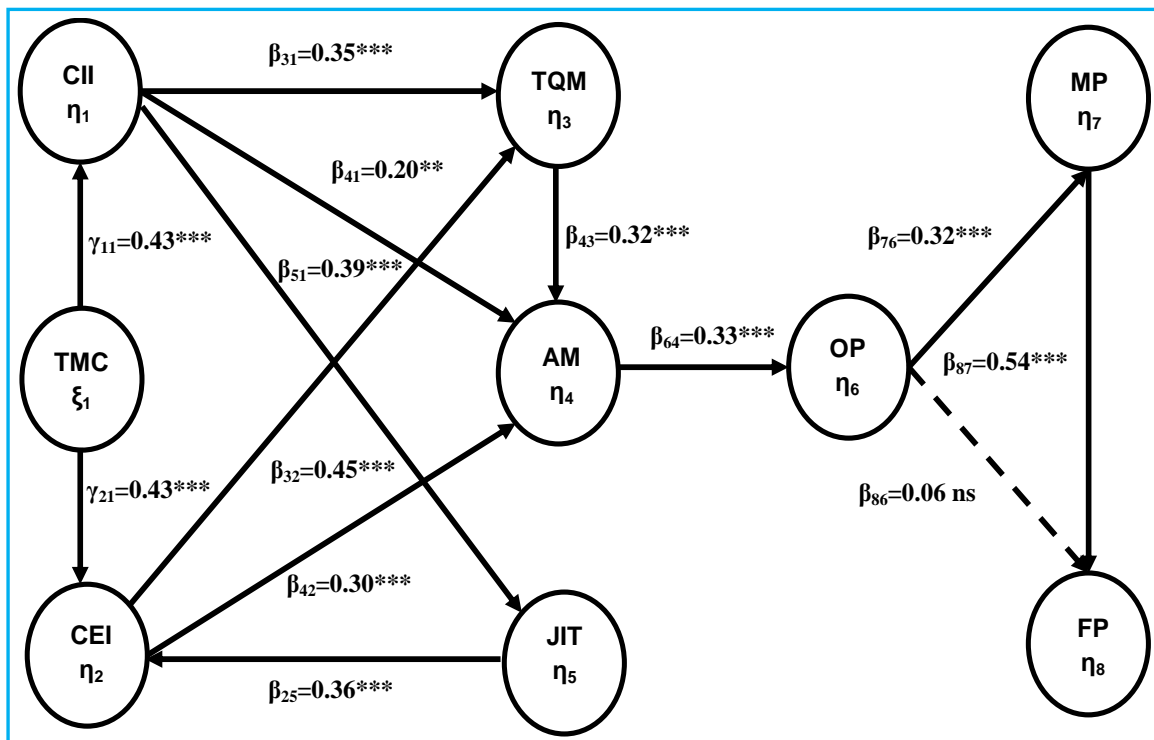 CII
η₁
β₃₁=0.35***
TQM
η₃
MP
η₇
β₄₁=0.20**
γ₁₁=0.43***
β₅₁=0.39***
β₄₃=0.32***
β₇₆=0.32***
TMC
ξ₁
AM
η₄
β₆₄=0.33***
OP
η₆
β₈₇=0.54***
γ₂₁=0.43***
β₃₂=0.45***
β₈₆=0.06 ns
CEI
η₂
β₄₂=0.30***
JIT
η₅
FP
η₈
β₂₅=0.36***